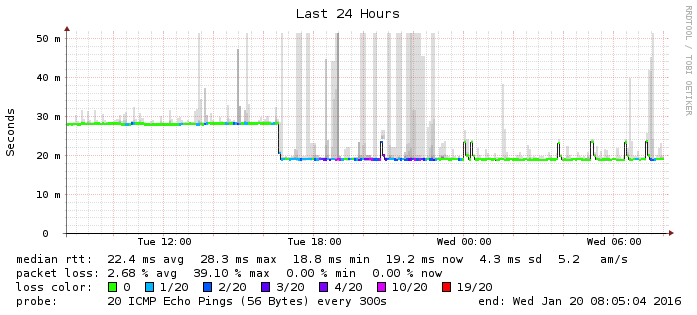 Last 24 Hours
RRDTOOL / TOBI OETIKER
Seconds
50 m
40 m
30 m
20 m
10 m
0
Tue 12:00 Tue 18:00 Wed 00:00 Wed 06:00
median rtt: 22.4 ms avg 28.3 ms max 18.8 ms min 19.2 ms now 4.3 ms sd 5.2 am/s
packet loss: 2.68 % avg 39.10 % max 0.00 % min 0.00 % now
loss color: 0 1/20 2/20 3/20 4/20 10/20 19/20
probe: 20 ICMP Echo Pings (56 Bytes) every 300s end: Wed Jan 20 08:05:04 2016